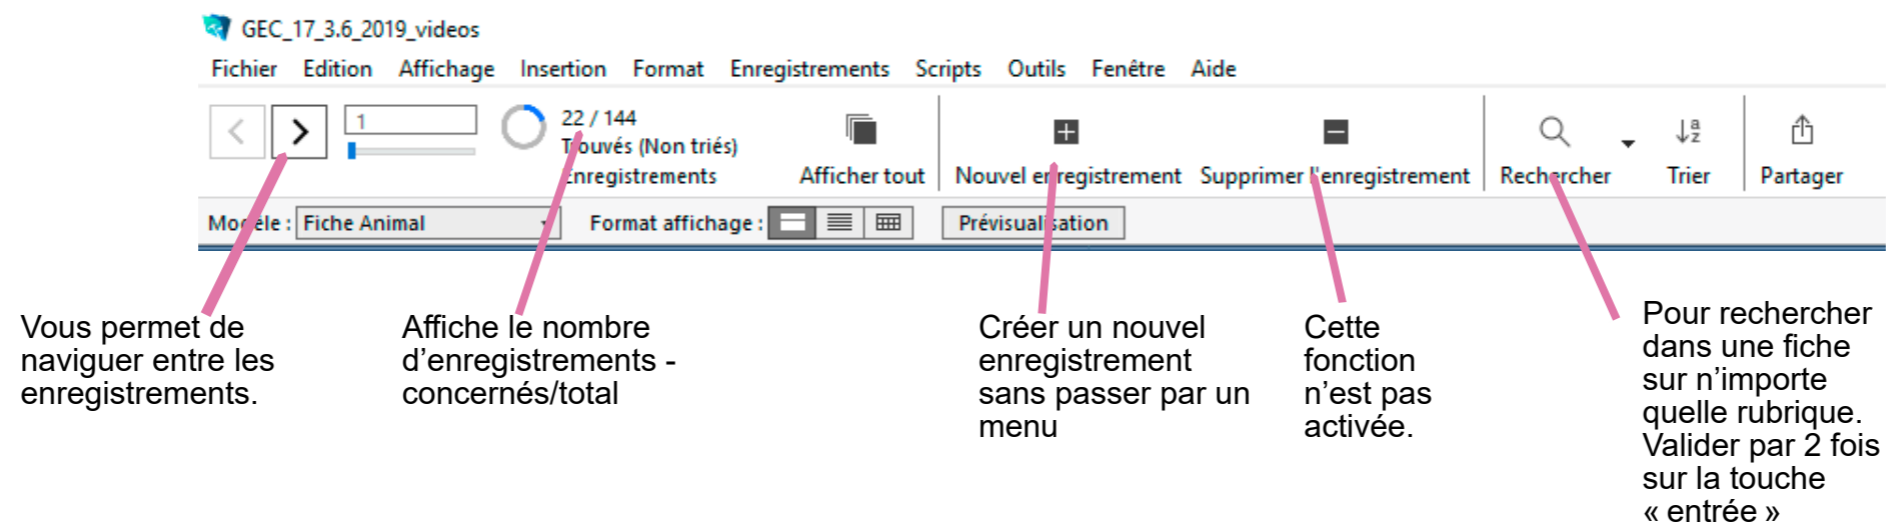 GEC_17_3.6_2019_videos
Fichier Edition Affichage Insertion Format Enregistrements Scripts Outils Fenêtre Aide
1
22 / 144
Trouvés (Non triés)
Enregistrements
Afficher tout
Nouvel enregistrement
Supprimer l'enregistrement
Rechercher
Trier
Partager
Modèle : Fiche Animal
Format affichage :
Prévisualisation
Vous permet de
naviguer entre les
enregistrements.
Affiche le nombre
d’enregistrements -
concernés/total
Créer un nouvel
enregistrement
sans passer par un
menu
Cette
fonction
n’est pas
activée.
Pour rechercher
dans une fiche
sur n’importe
quelle rubrique.
Valider par 2 fois
sur la touche
« entrée »